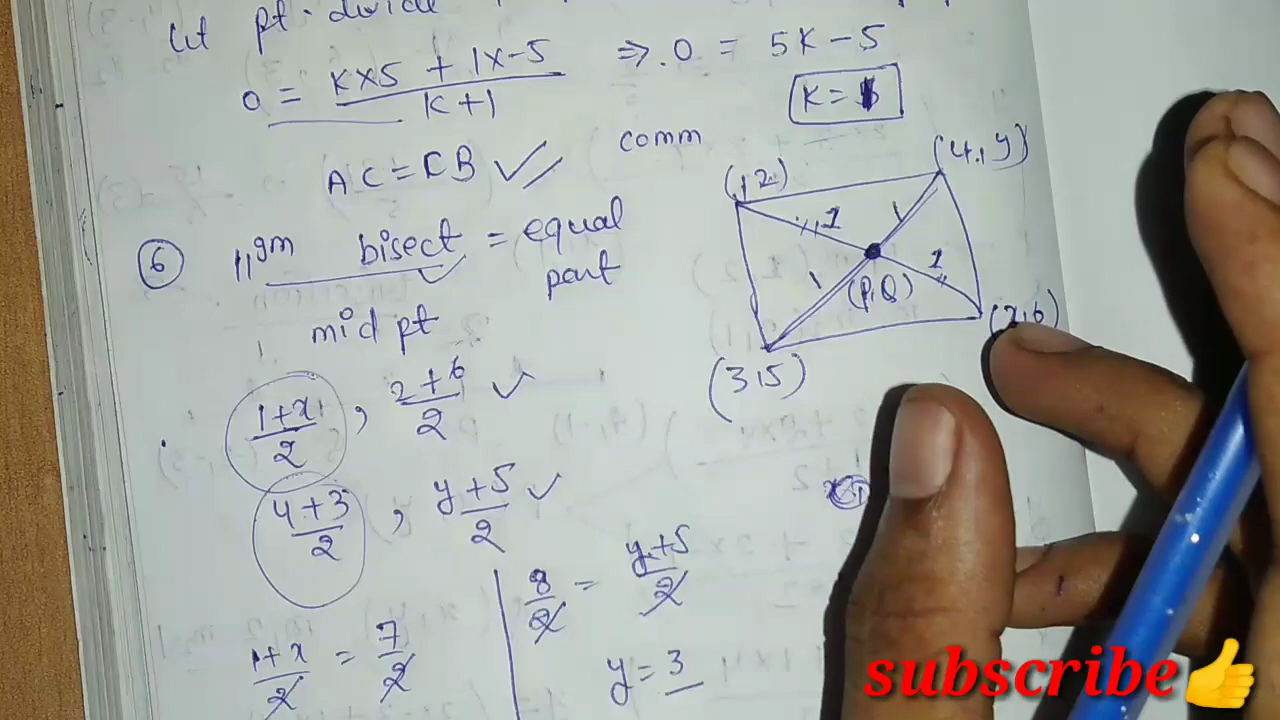 let pt. divide
0 = K×5 + 1×-5 / K+1 ⇒ .0 = 5K - 5
K = 1
AC = CB ✓
comm
(1,2) (4,y)
6 ||gm bisect = equal part
1 1 1 1
(P,Q)
(x,6)
(3,5)
mid pt
1+x/2 , 2+6/2 ✓
4+3/2 , y+5/2 ✓
1+x/2 = 7/2
8/2 = y+5/2
y = 3
subscribe👍